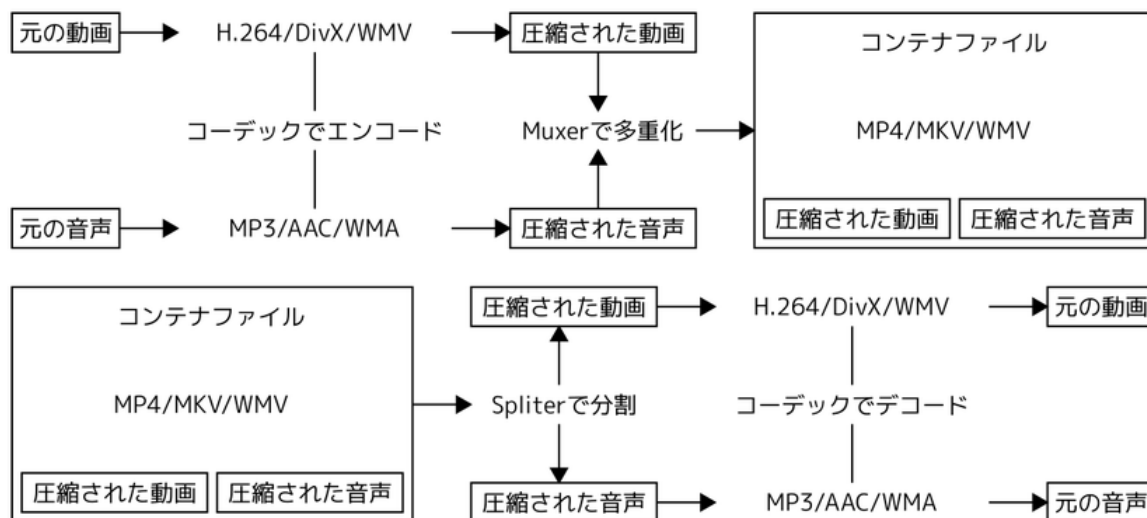 元の動画 H.264/DivX/WMV 圧縮された動画
コーデックでエンコード Muxerで多重化
元の音声 MP3/AAC/WMA 圧縮された音声
コンテナファイル
MP4/MKV/WMV
圧縮された動画 圧縮された音声
コンテナファイル
MP4/MKV/WMV
圧縮された動画 圧縮された音声
圧縮された動画 H.264/DivX/WMV 元の動画
Spliterで分割 コーデックでデコード
圧縮された音声 MP3/AAC/WMA 元の音声